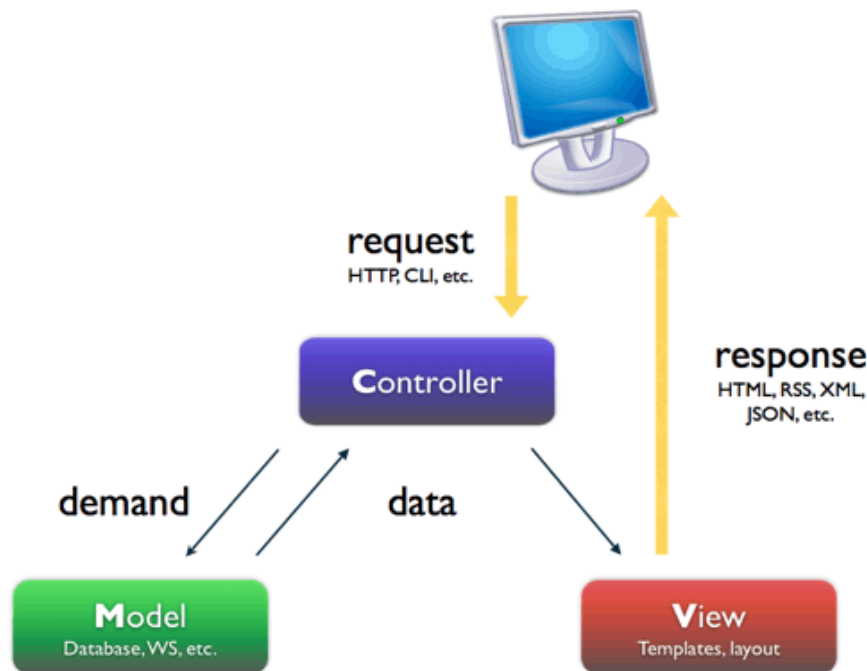 request
HTTP, CLI, etc.
Controller
response
HTML, RSS, XML,
JSON, etc.
demand
data
Model
Database, WS, etc.
View
Templates, layout